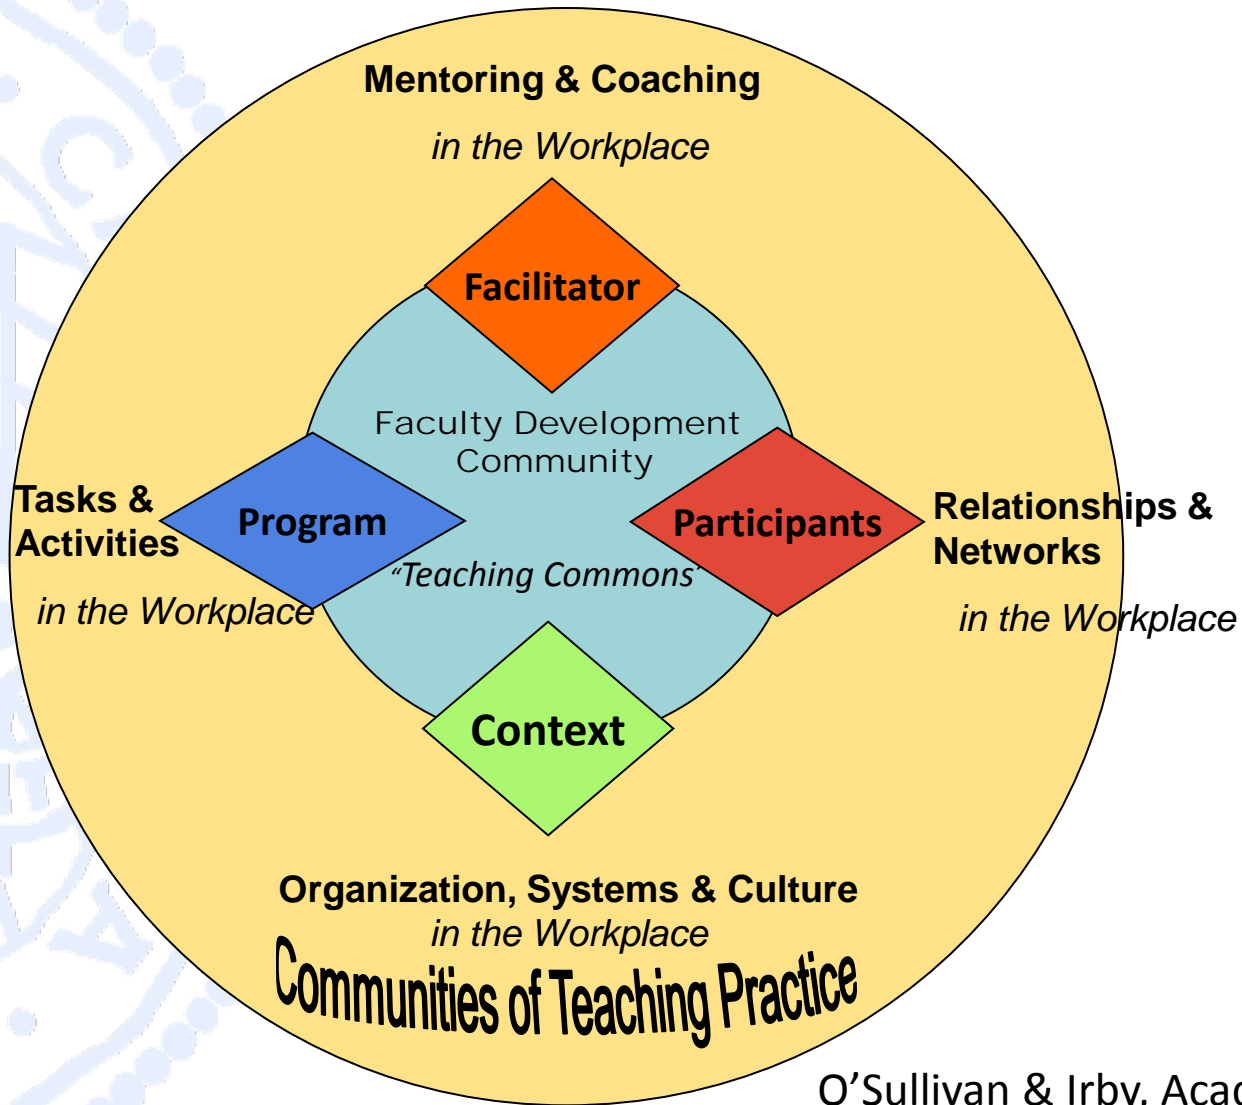 Mentoring & Coaching
in the Workplace
Facilitator
Faculty Development
Community
Tasks &
Activities
in the Workplace
Program
Participants
Relationships &
Networks
in the Workplace
“Teaching Commons’
Context
Organization, Systems & Culture
in the Workplace
Communities of Teaching Practice
O’Sullivan & Irby, Acad